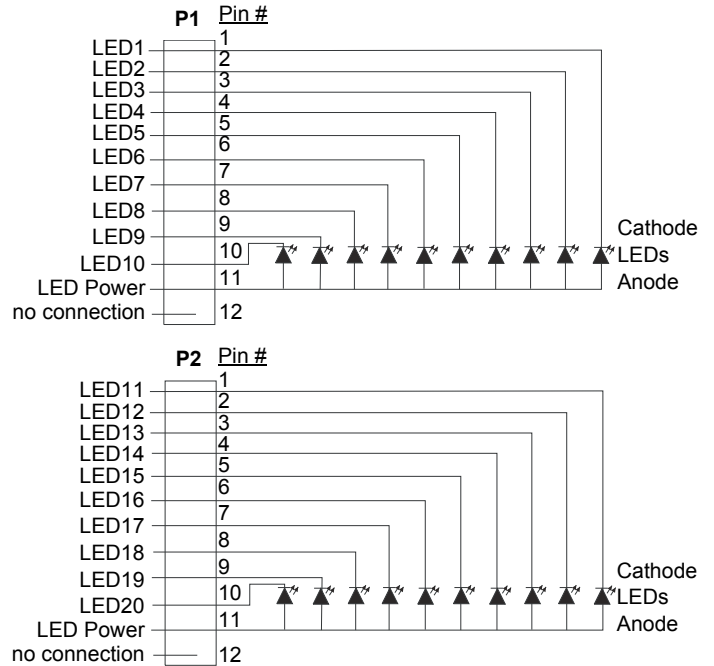 P1 Pin #
LED1 1
LED2 2
LED3 3
LED4 4
LED5 5
LED6 6
LED7 7
LED8 8
LED9 9
LED10 10
LED Power 11
no connection 12
Cathode
LEDs
Anode
P2 Pin #
LED11 1
LED12 2
LED13 3
LED14 4
LED15 5
LED16 6
LED17 7
LED18 8
LED19 9
LED20 10
LED Power 11
no connection 12
Cathode
LEDs
Anode